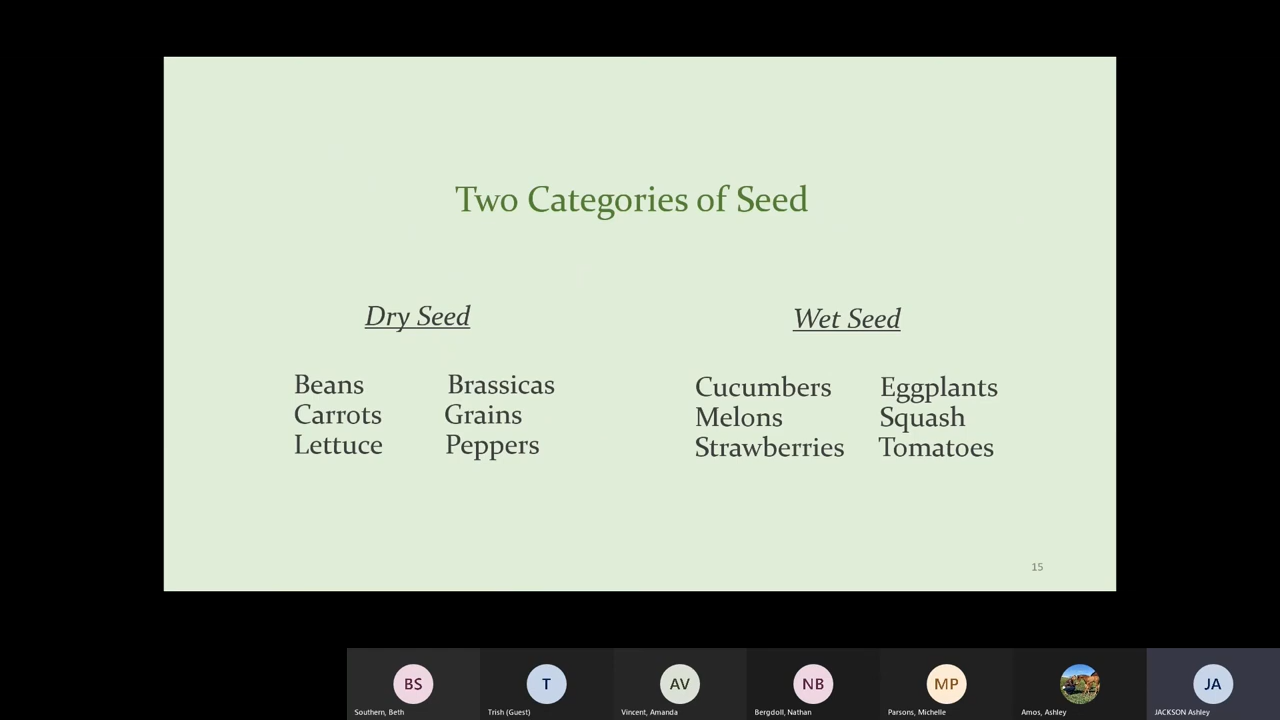 Two Categories of Seed
Dry Seed
Beans Brassicas
Carrots Grains
Lettuce Peppers
Wet Seed
Cucumbers Eggplants
Melons Squash
Strawberries Tomatoes
15
BS T AV NB MP JA
Southern, Beth Trish (Guest) Vincent, Amanda Bergdoll, Nathan Parsons, Michelle Amos, Ashley JACKSON Ashley